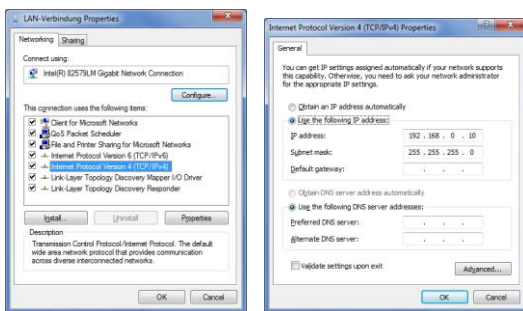 LAN-Verbindung Properties
Networking Sharing
Connect using:
Intel(R) 82579LM Gigabit Network Connection
Configure...
This connection uses the following items:
Client for Microsoft Networks
QoS Packet Scheduler
File and Printer Sharing for Microsoft Networks
Internet Protocol Version 6 (TCP/IPv6)
Internet Protocol Version 4 (TCP/IPv4)
Link-Layer Topology Discovery Mapper I/O Driver
Link-Layer Topology Discovery Responder
Install... Uninstall Properties
Description
Transmission Control Protocol/Internet Protocol. The default
wide area network protocol that provides communication
across diverse interconnected networks.
OK Cancel
Internet Protocol Version 4 (TCP/IPv4) Properties
General
You can get IP settings assigned automatically if your network supports
this capability. Otherwise, you need to ask your network administrator
for the appropriate IP settings.
Obtain an IP address automatically
Use the following IP address:
IP address: 192 . 168 . 0 . 10
Subnet mask: 255 . 255 . 255 . 0
Default gateway: . . .
Obtain DNS server address automatically
Use the following DNS server addresses:
Preferred DNS server: . . .
Alternate DNS server: . . .
Validate settings upon exit
Advanced...
OK Cancel